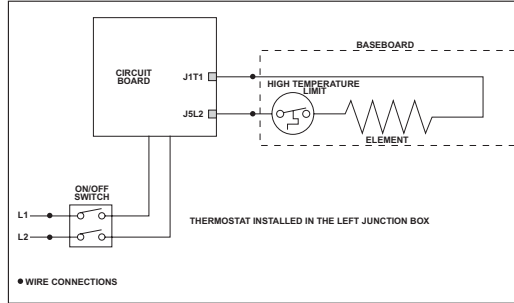 BASEBOARD
CIRCUIT
BOARD
J1T1
HIGH TEMPERATURE
LIMIT
J5L2
ELEMENT
ON/OFF
SWITCH
L1
THERMOSTAT INSTALLED IN THE LEFT JUNCTION BOX
L2
WIRE CONNECTIONS